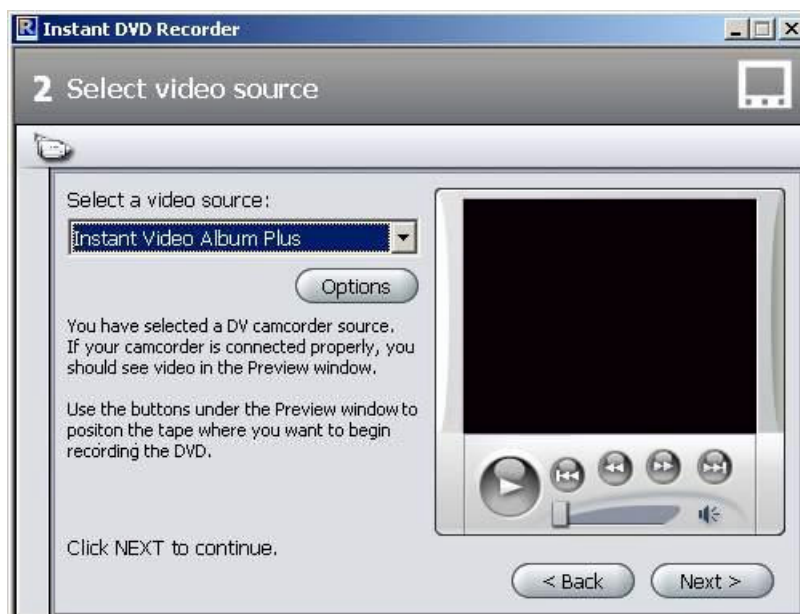 R Instant DVD Recorder
2 Select video source
Select a video source:
Instant Video Album Plus
Options
You have selected a DV camcorder source.
If your camcorder is connected properly, you
should see video in the Preview window.
Use the buttons under the Preview window to
positon the tape where you want to begin
recording the DVD.
Click NEXT to continue.
< Back
Next >